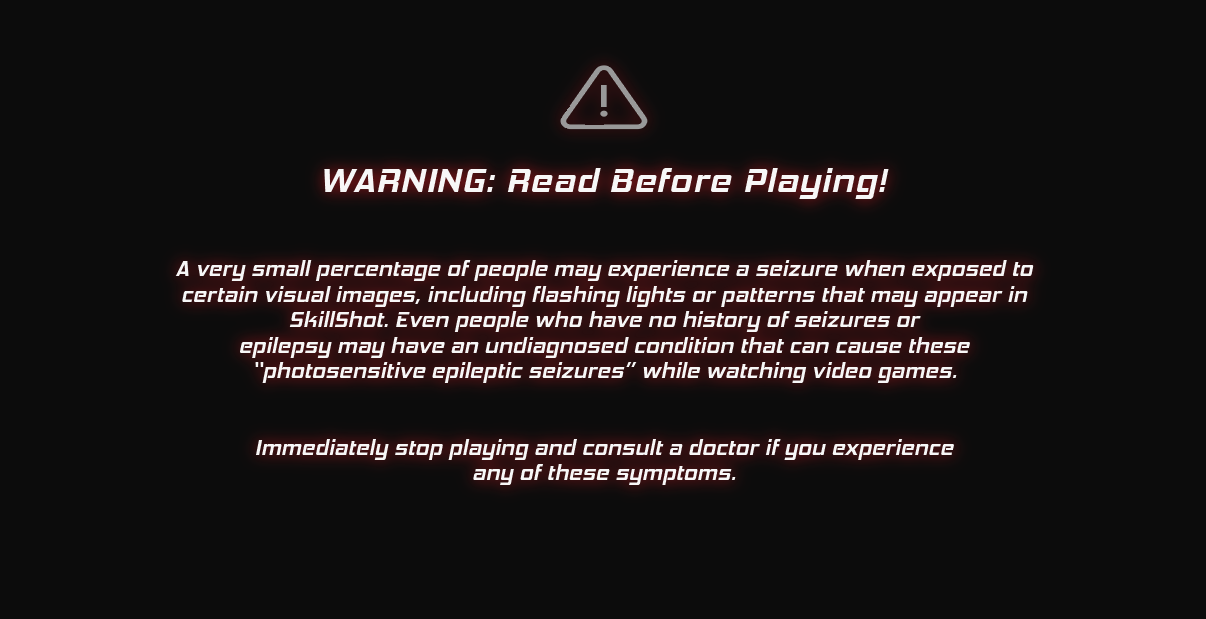 WARNING: Read Before Playing!
A very small percentage of people may experience a seizure when exposed to
certain visual images, including flashing lights or patterns that may appear in
SkillShot. Even people who have no history of seizures or
epilepsy may have an undiagnosed condition that can cause these
“photosensitive epileptic seizures” while watching video games.
Immediately stop playing and consult a doctor if you experience
any of these symptoms.